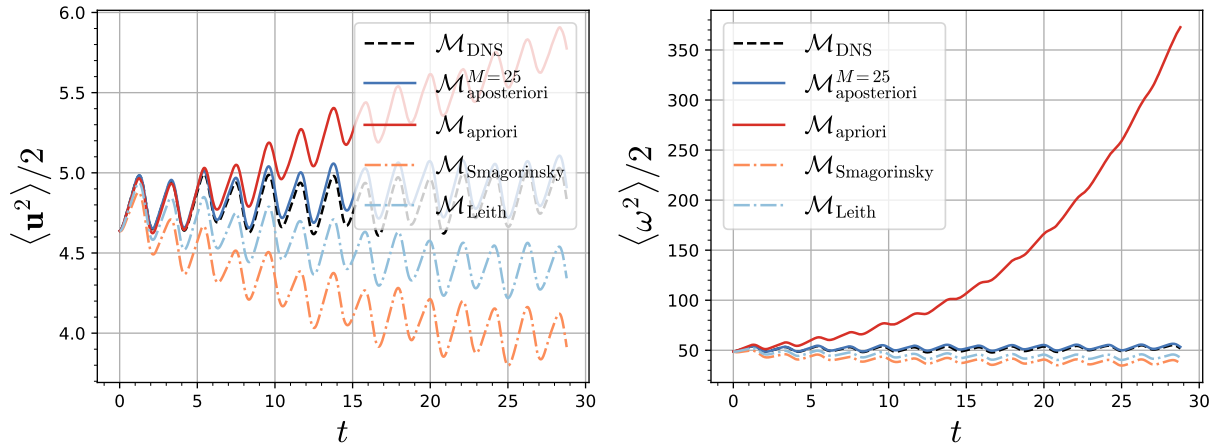 6.0
5.5
5.0
4.5
4.0
⟨u²⟩/2
0 5 10 15 20 25 30
t
ℳ_DNS
ℳ_aposteriori^{M=25}
ℳ_apriori
ℳ_Smagorinsky
ℳ_Leith
350
300
250
200
150
100
50
⟨ω²⟩/2
0 5 10 15 20 25 30
t
ℳ_DNS
ℳ_aposteriori^{M=25}
ℳ_apriori
ℳ_Smagorinsky
ℳ_Leith